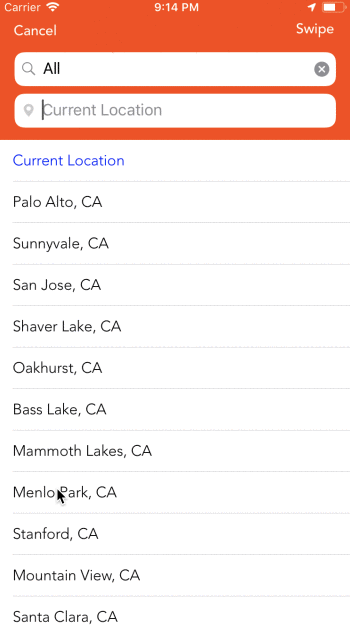 Carrier 9:14 PM
Cancel Swipe
All
Current Location
Current Location
Palo Alto, CA
Sunnyvale, CA
San Jose, CA
Shaver Lake, CA
Oakhurst, CA
Bass Lake, CA
Mammoth Lakes, CA
Menlo Park, CA
Stanford, CA
Mountain View, CA
Santa Clara, CA